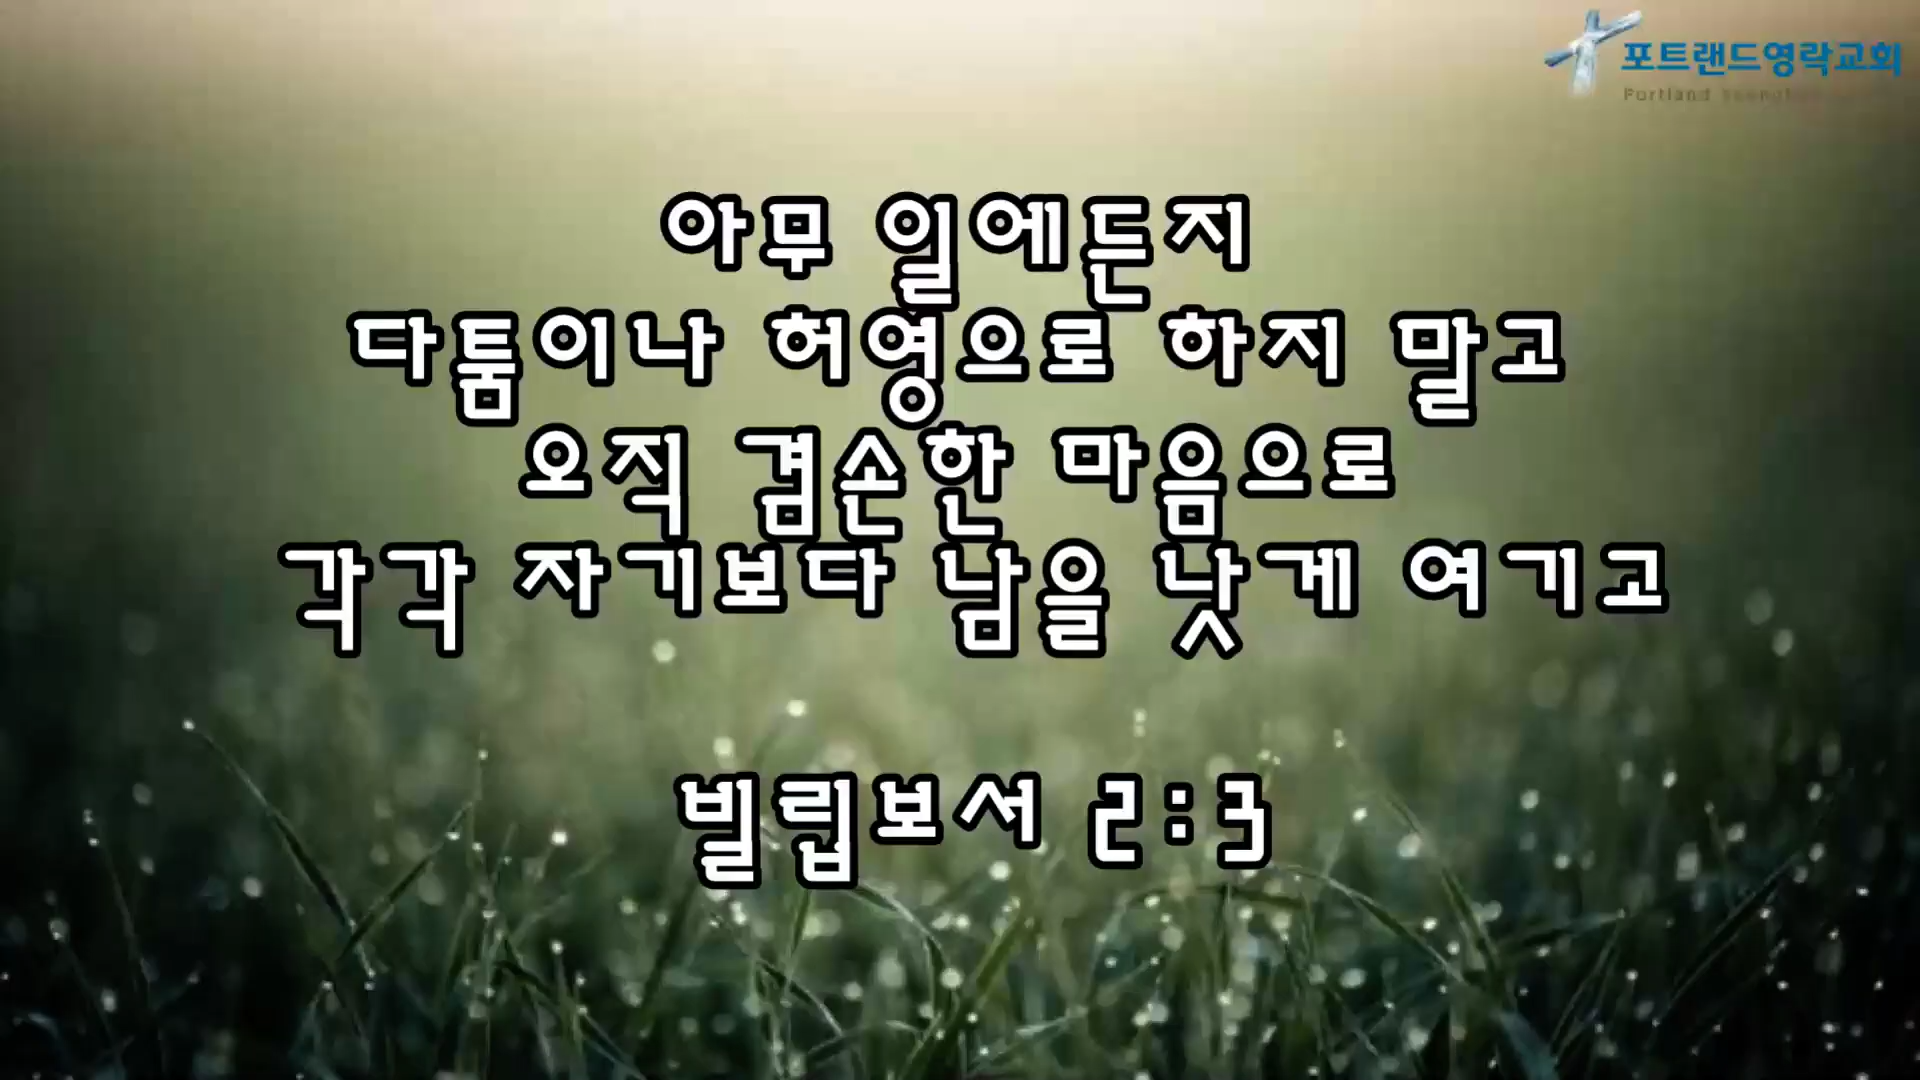 포트랜드영락교회
Portland
아무 일에든지
다툼이나 허영으로 하지 말고
오직 겸손한 마음으로
각각 자기보다 남을 낫게 여기고
빌립보서 2:3